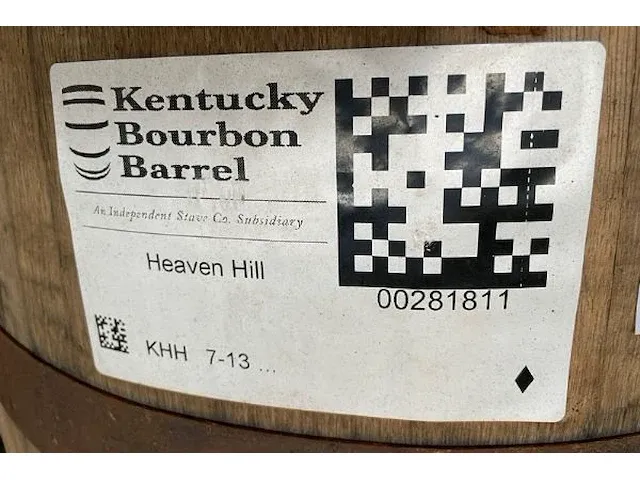 Kentucky
Bourbon
Barrel
An Independent Stave Co. Subsidiary
Heaven Hill
00281811
KHH 7-13 ...